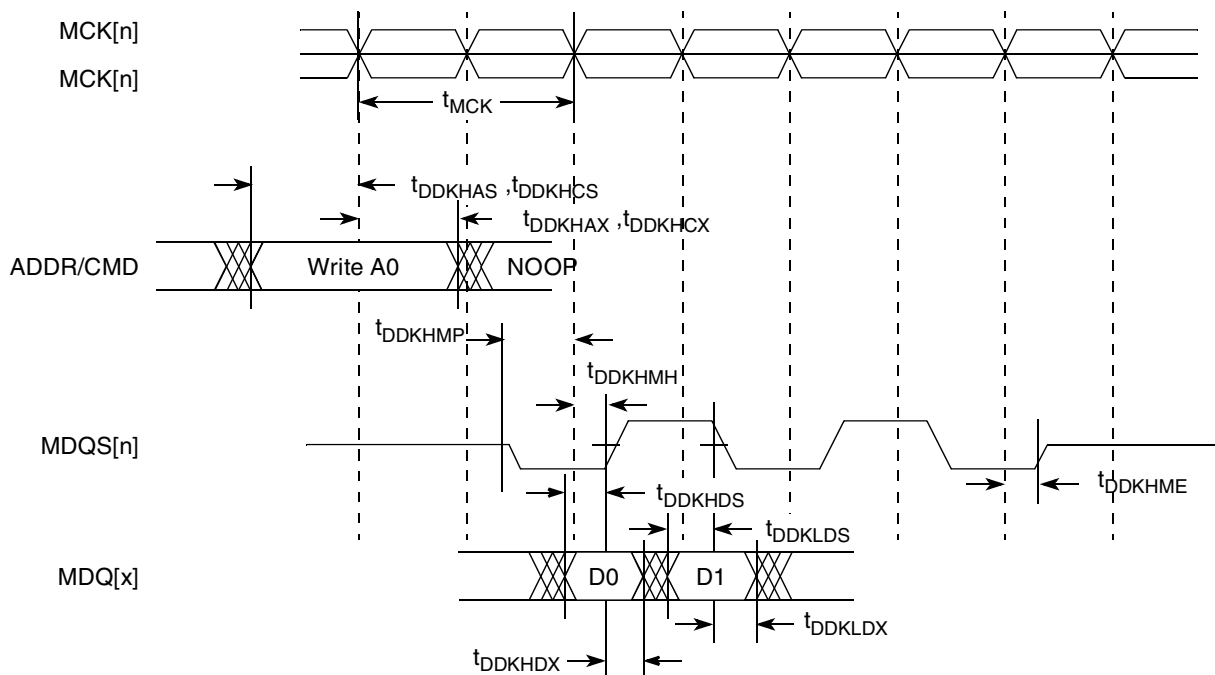 MCK[n]
MCK[n]
tMCK
tDDKHAS ,tDDKHCS
tDDKHAX ,tDDKHCX
ADDR/CMD
Write A0
NOOP
tDDKHMP
tDDKHMH
MDQS[n]
tDDKHME
tDDKHDS
tDDKLDS
MDQ[x]
D0
D1
tDDKLDX
tDDKHDX